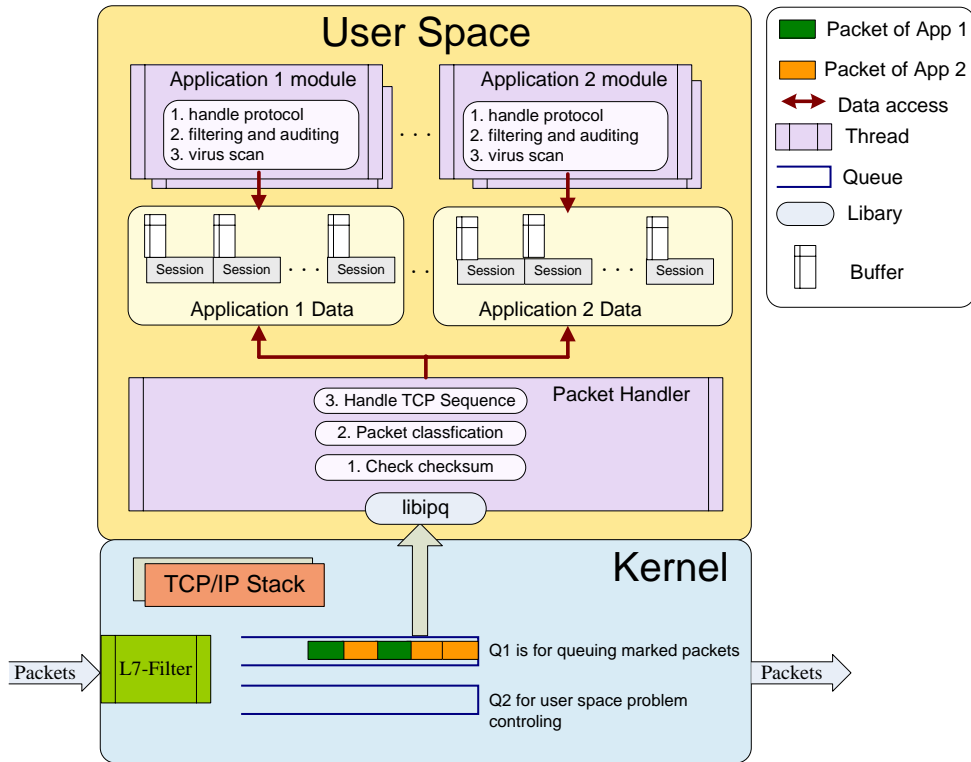 User Space
Application 1 module
1. handle protocol
2. filtering and auditing
3. virus scan
. . .
Application 2 module
1. handle protocol
2. filtering and auditing
3. virus scan
Session
Session
. . .
Session
Application 1 Data
. . .
Session
Session
. . .
Session
Application 2 Data
Packet Handler
3. Handle TCP Sequence
2. Packet classfication
1. Check checksum
libipq
Kernel
TCP/IP Stack
Packets
L7-Filter
Q1 is for queuing marked packets
Q2 for user space problem
controling
Packets
Packet of App 1
Packet of App 2
Data access
Thread
Queue
Libary
Buffer